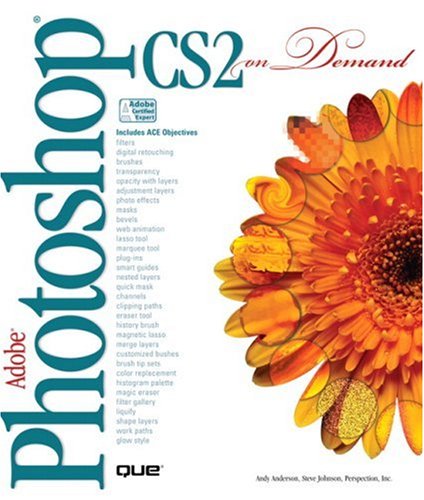 Adobe® Photoshop®
CS2 on Demand
Adobe
Certified
Expert
Includes ACE Objectives
filters
digital retouching
brushes
transparency
opacity with layers
adjustment layers
photo effects
masks
bevels
web animation
lasso tool
marquee tool
plug-ins
smart guides
nested layers
quick mask
channels
clipping paths
eraser tool
history brush
magnetic lasso
merge layers
customized bushes
brush tip sets
color replecement
histogram palette
magic eraser
filter gallery
liquify
shape layers
work paths
glow style
QUE®
Andy Anderson, Steve Johnson, Perspection, Inc.